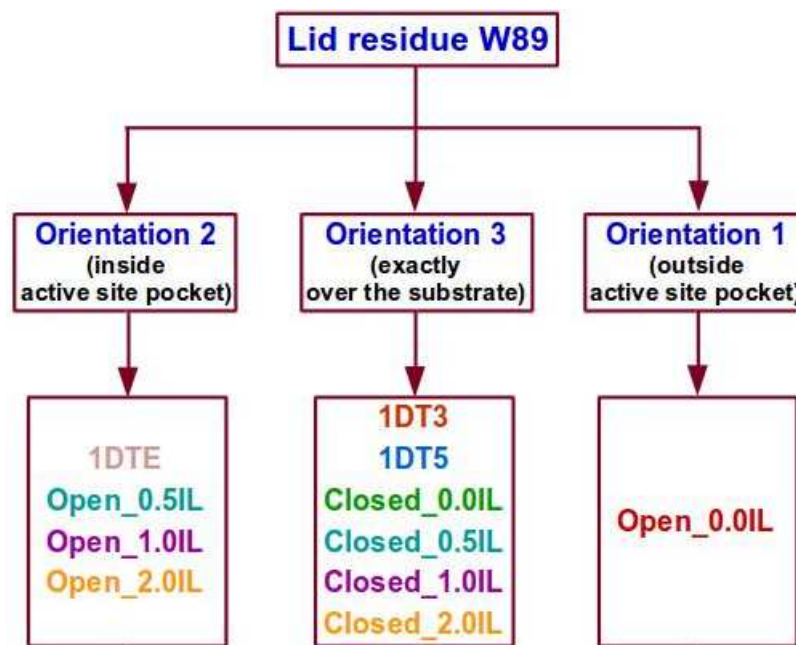 Lid residue W89
Orientation 2
(inside
active site pocket)
Orientation 3
(exactly
over the substrate)
Orientation 1
(outside
active site pocket)
1DTE
Open_0.5IL
Open_1.0IL
Open_2.0IL
1DT3
1DT5
Closed_0.0IL
Closed_0.5IL
Closed_1.0IL
Closed_2.0IL
Open_0.0IL